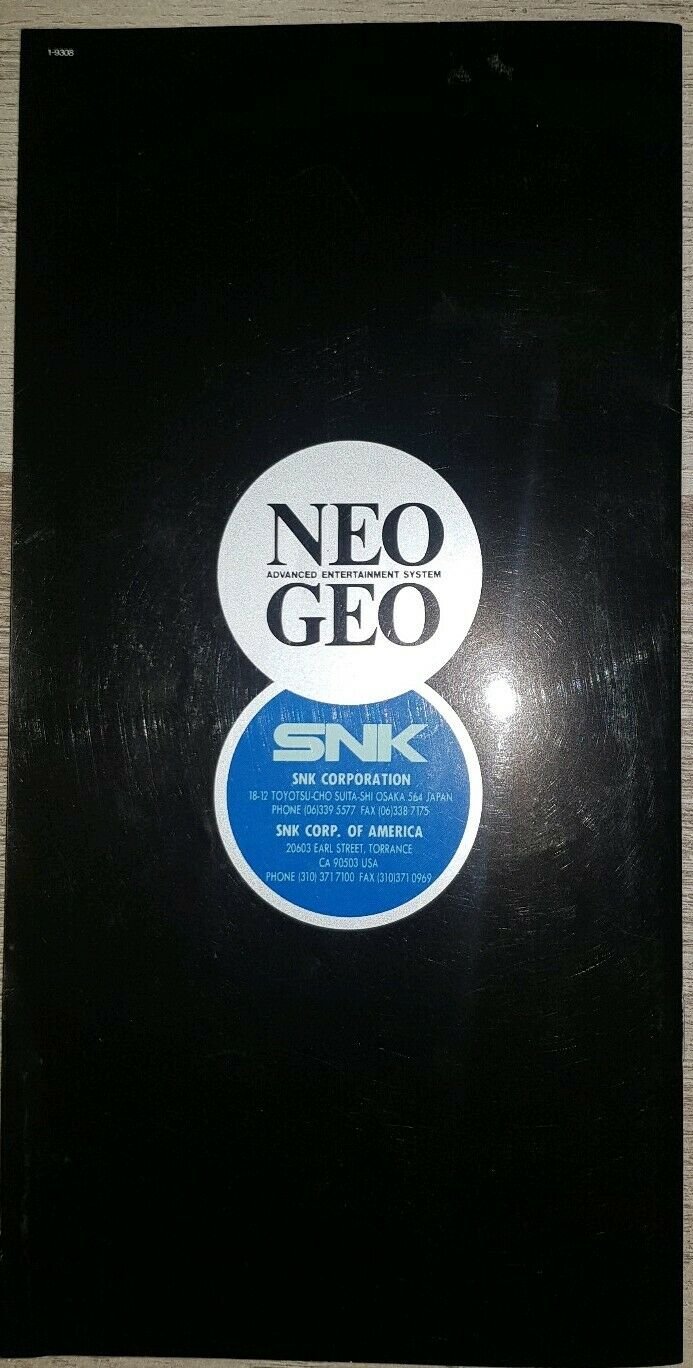 1-9308
NEO
ADVANCED ENTERTAINMENT SYSTEM
GEO
SNK
SNK CORPORATION
18-12 TOYOTSU-CHO SUITA-SHI OSAKA 564 JAPAN
PHONE (06)339 5577 FAX (06)338 7175
SNK CORP. OF AMERICA
20603 EARL STREET, TORRANCE
CA 90503 USA
PHONE (310) 371 7100 FAX (310)371 0969